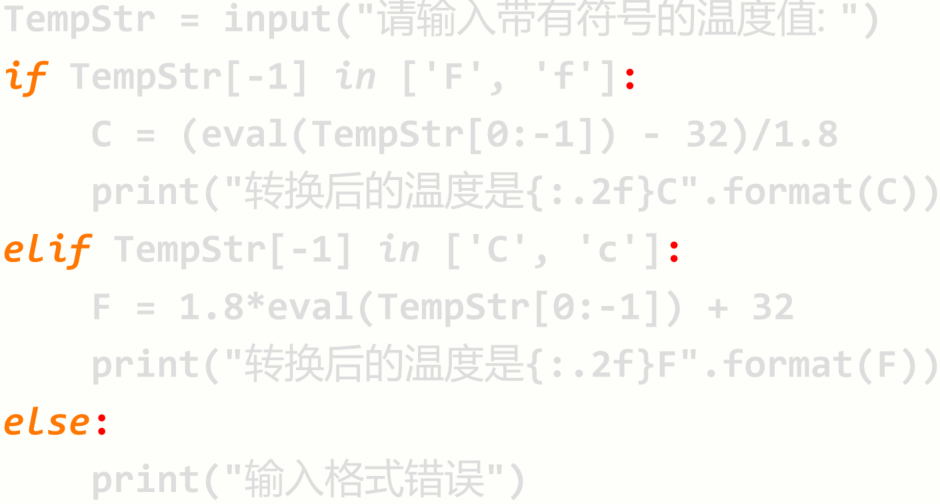 TempStr = input("请输入带有符号的温度值: ")
if TempStr[-1] in ['F', 'f']:
    C = (eval(TempStr[0:-1]) - 32)/1.8
    print("转换后的温度是{:.2f}C".format(C))
elif TempStr[-1] in ['C', 'c']:
    F = 1.8*eval(TempStr[0:-1]) + 32
    print("转换后的温度是{:.2f}F".format(F))
else:
    print("输入格式错误")